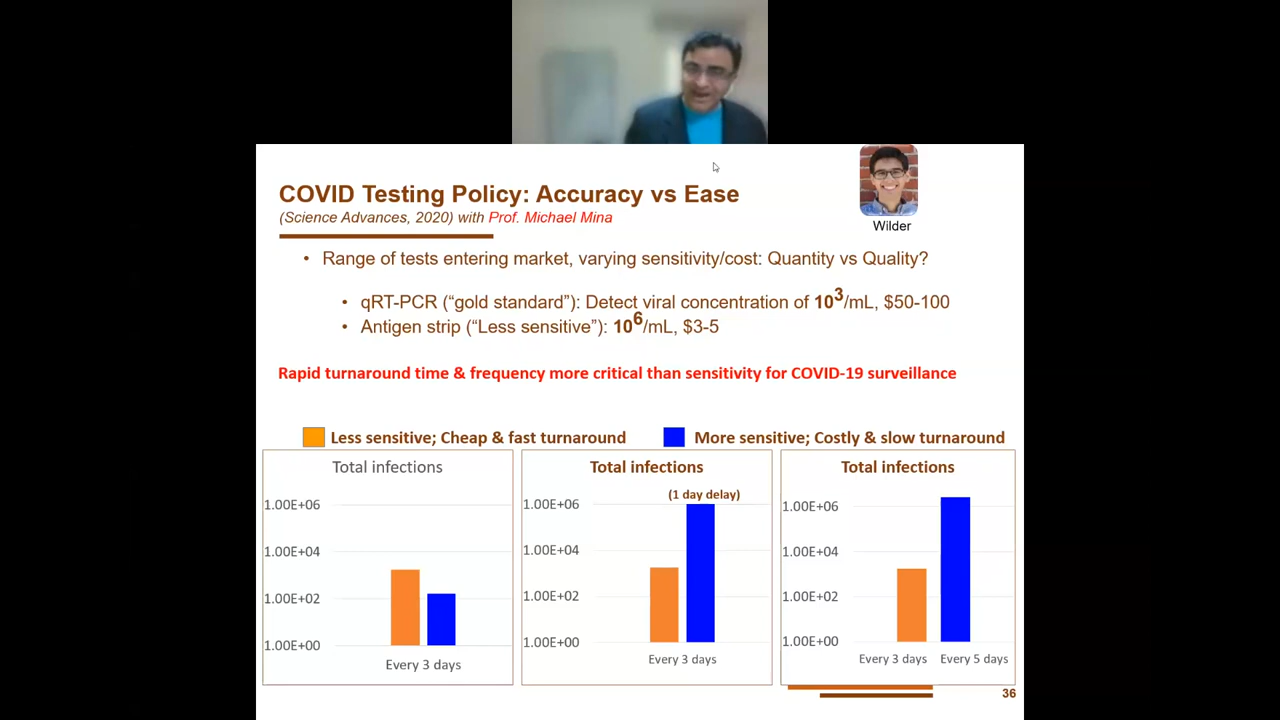 COVID Testing Policy: Accuracy vs Ease
(Science Advances, 2020) with Prof. Michael Mina
Wilder
• Range of tests entering market, varying sensitivity/cost: Quantity vs Quality?
• qRT-PCR (“gold standard”): Detect viral concentration of 10³/mL, $50-100
• Antigen strip (“Less sensitive”): 10⁶/mL, $3-5
Rapid turnaround time & frequency more critical than sensitivity for COVID-19 surveillance
Less sensitive; Cheap & fast turnaround
More sensitive; Costly & slow turnaround
Total infections
1.00E+06
1.00E+04
1.00E+02
1.00E+00
Every 3 days
Total infections
(1 day delay)
1.00E+06
1.00E+04
1.00E+02
1.00E+00
Every 3 days
Total infections
1.00E+06
1.00E+04
1.00E+02
1.00E+00
Every 3 days Every 5 days
36